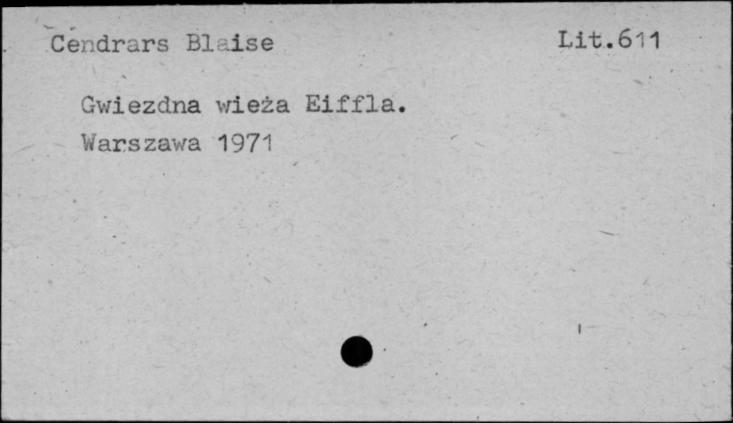 Cendrars Blaise Lit.611
Gwiezdna wieża Eiffla.
Warszawa 1971